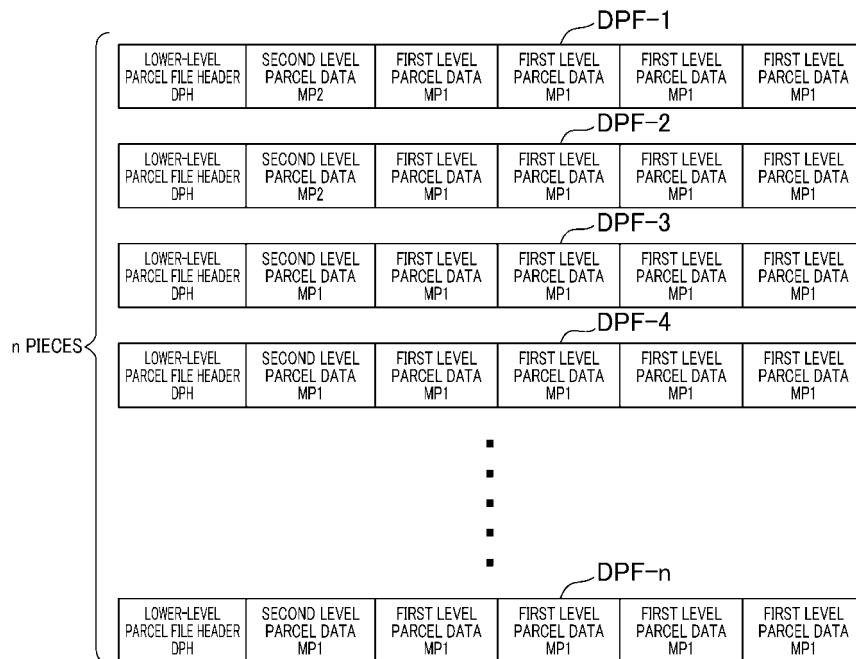 DPF-1
LOWER-LEVEL PARCEL FILE HEADER DPH
SECOND LEVEL PARCEL DATA MP2
FIRST LEVEL PARCEL DATA MP1
FIRST LEVEL PARCEL DATA MP1
FIRST LEVEL PARCEL DATA MP1
FIRST LEVEL PARCEL DATA MP1
DPF-2
LOWER-LEVEL PARCEL FILE HEADER DPH
SECOND LEVEL PARCEL DATA MP2
FIRST LEVEL PARCEL DATA MP1
FIRST LEVEL PARCEL DATA MP1
FIRST LEVEL PARCEL DATA MP1
FIRST LEVEL PARCEL DATA MP1
DPF-3
LOWER-LEVEL PARCEL FILE HEADER DPH
SECOND LEVEL PARCEL DATA MP1
FIRST LEVEL PARCEL DATA MP1
FIRST LEVEL PARCEL DATA MP1
FIRST LEVEL PARCEL DATA MP1
FIRST LEVEL PARCEL DATA MP1
n PIECES
DPF-4
LOWER-LEVEL PARCEL FILE HEADER DPH
SECOND LEVEL PARCEL DATA MP1
FIRST LEVEL PARCEL DATA MP1
FIRST LEVEL PARCEL DATA MP1
FIRST LEVEL PARCEL DATA MP1
FIRST LEVEL PARCEL DATA MP1
DPF-n
LOWER-LEVEL PARCEL FILE HEADER DPH
SECOND LEVEL PARCEL DATA MP1
FIRST LEVEL PARCEL DATA MP1
FIRST LEVEL PARCEL DATA MP1
FIRST LEVEL PARCEL DATA MP1
FIRST LEVEL PARCEL DATA MP1